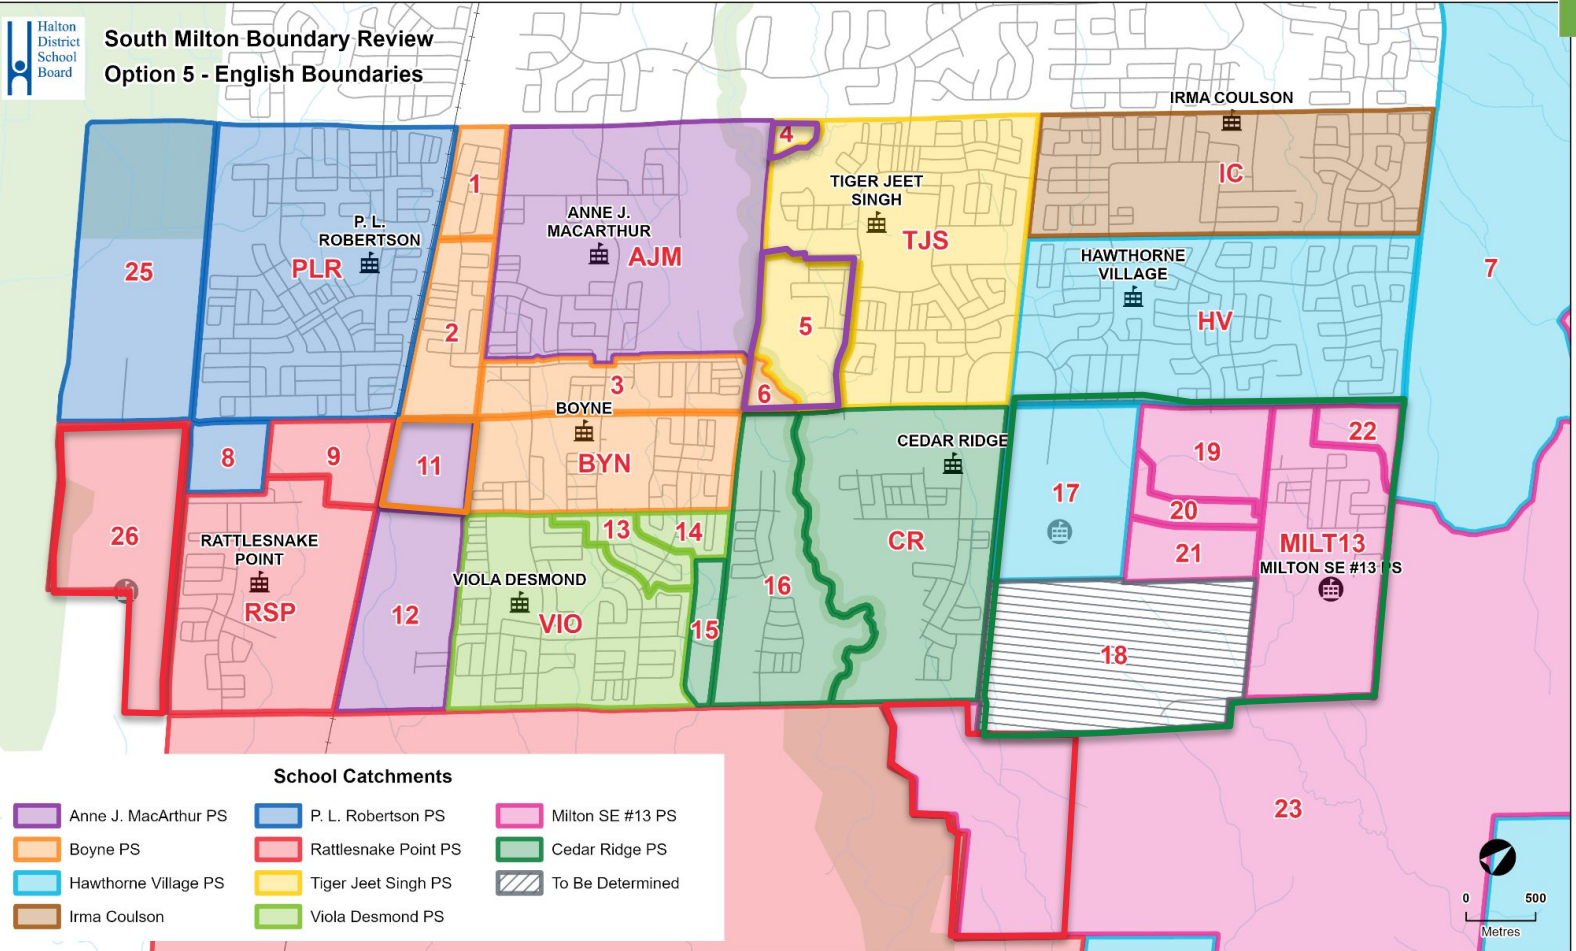 Halton
District
School
Board
South Milton Boundary Review
Option 5 - English Boundaries
IRMA COULSON
IC
4
1
TIGER JEET
SINGH
TJS
ANNE J.
MACARTHUR
AJM
P. L.
ROBERTSON
PLR
25
HAWTHORNE
VILLAGE
HV
7
2
5
3
6
BOYNE
BYN
8
9
11
CEDAR RIDGE
CR
17
19
22
20
21
MILT13
MILTON SE #13 PS
26
RATTLESNAKE
POINT
RSP
12
13
14
VIOLA DESMOND
VIO
15
16
18
23
School Catchments
Anne J. MacArthur PS
Boyne PS
Hawthorne Village PS
Irma Coulson
P. L. Robertson PS
Rattlesnake Point PS
Tiger Jeet Singh PS
Viola Desmond PS
Milton SE #13 PS
Cedar Ridge PS
To Be Determined
0 500
Metres